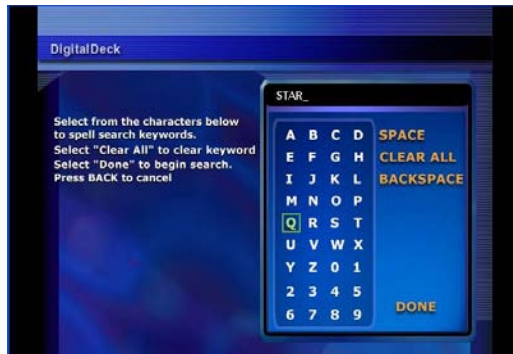 DigitalDeck
STAR_
Select from the characters below
to spell search keywords.
Select "Clear All" to clear keyword
Select "Done" to begin search.
Press BACK to cancel
A B C D SPACE
E F G H CLEAR ALL
I J K L BACKSPACE
M N O P
Q R S T
U V W X
Y Z 0 1
2 3 4 5
6 7 8 9
DONE